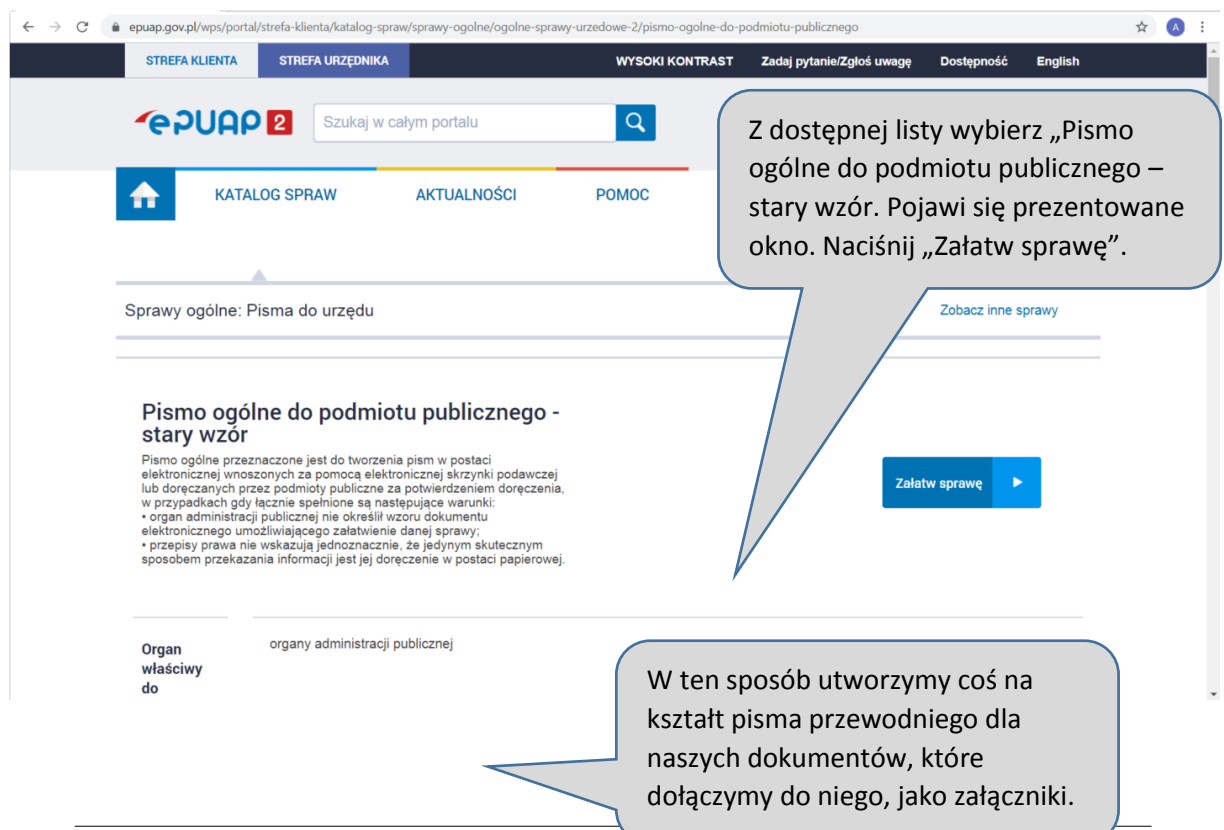 epuap.gov.pl/wps/portal/strefa-klienta/katalog-spraw/sprawy-ogolne/ogolne-sprawy-urzedowe-2/pismo-ogolne-do-podmiotu-publicznego
A
STREFA KLIENTA STREFA URZĘDNIKA WYSOKI KONTRAST Zadaj pytanie/Zgłoś uwagę Dostępność English
ePUAP 2 Szukaj w całym portalu
Z dostępnej listy wybierz „Pismo
ogólne do podmiotu publicznego –
stary wzór. Pojawi się prezentowane
okno. Naciśnij „Załatw sprawę”.
KATALOG SPRAW AKTUALNOŚCI POMOC
Sprawy ogólne: Pisma do urzędu Zobacz inne sprawy
Pismo ogólne do podmiotu publicznego -
stary wzór
Pismo ogólne przeznaczone jest do tworzenia pism w postaci
elektronicznej wnoszonych za pomocą elektronicznej skrzynki podawczej
lub doręczanych przez podmioty publiczne za potwierdzeniem doręczenia,
w przypadkach gdy łącznie spełnione są następujące warunki:
• organ administracji publicznej nie określił wzoru dokumentu
elektronicznego umożliwiającego załatwienie danej sprawy;
• przepisy prawa nie wskazują jednoznacznie, że jedynym skutecznym
sposobem przekazania informacji jest jej doręczenie w postaci papierowej.
Załatw sprawę
Organ
właściwy
do
organy administracji publicznej
W ten sposób utworzymy coś na
kształt pisma przewodniego dla
naszych dokumentów, które
dołączymy do niego, jako załączniki.